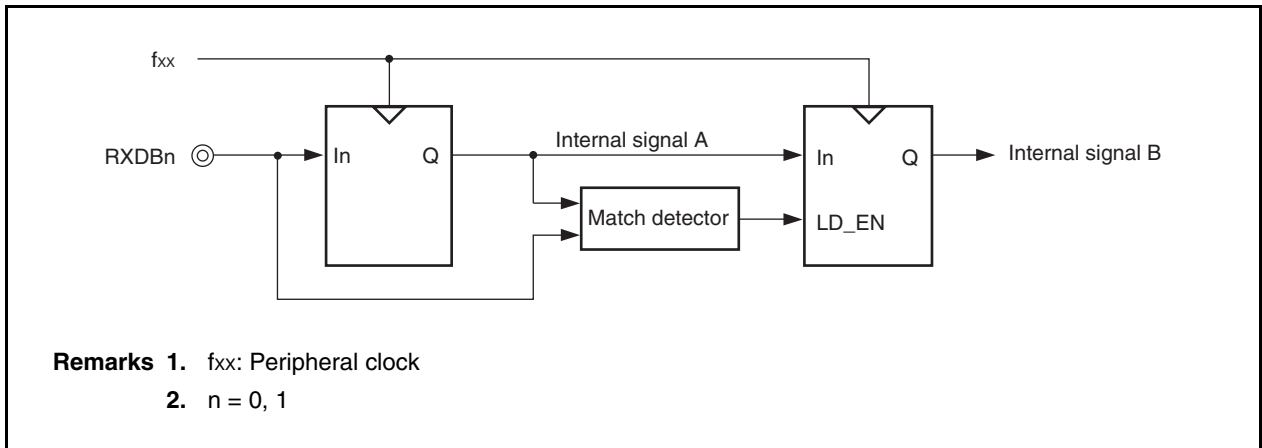 fxx
RXDBn
In
Q
Internal signal A
In
Q
Internal signal B
Match detector
LD_EN
Remarks 1. fxx: Peripheral clock
2. n = 0, 1